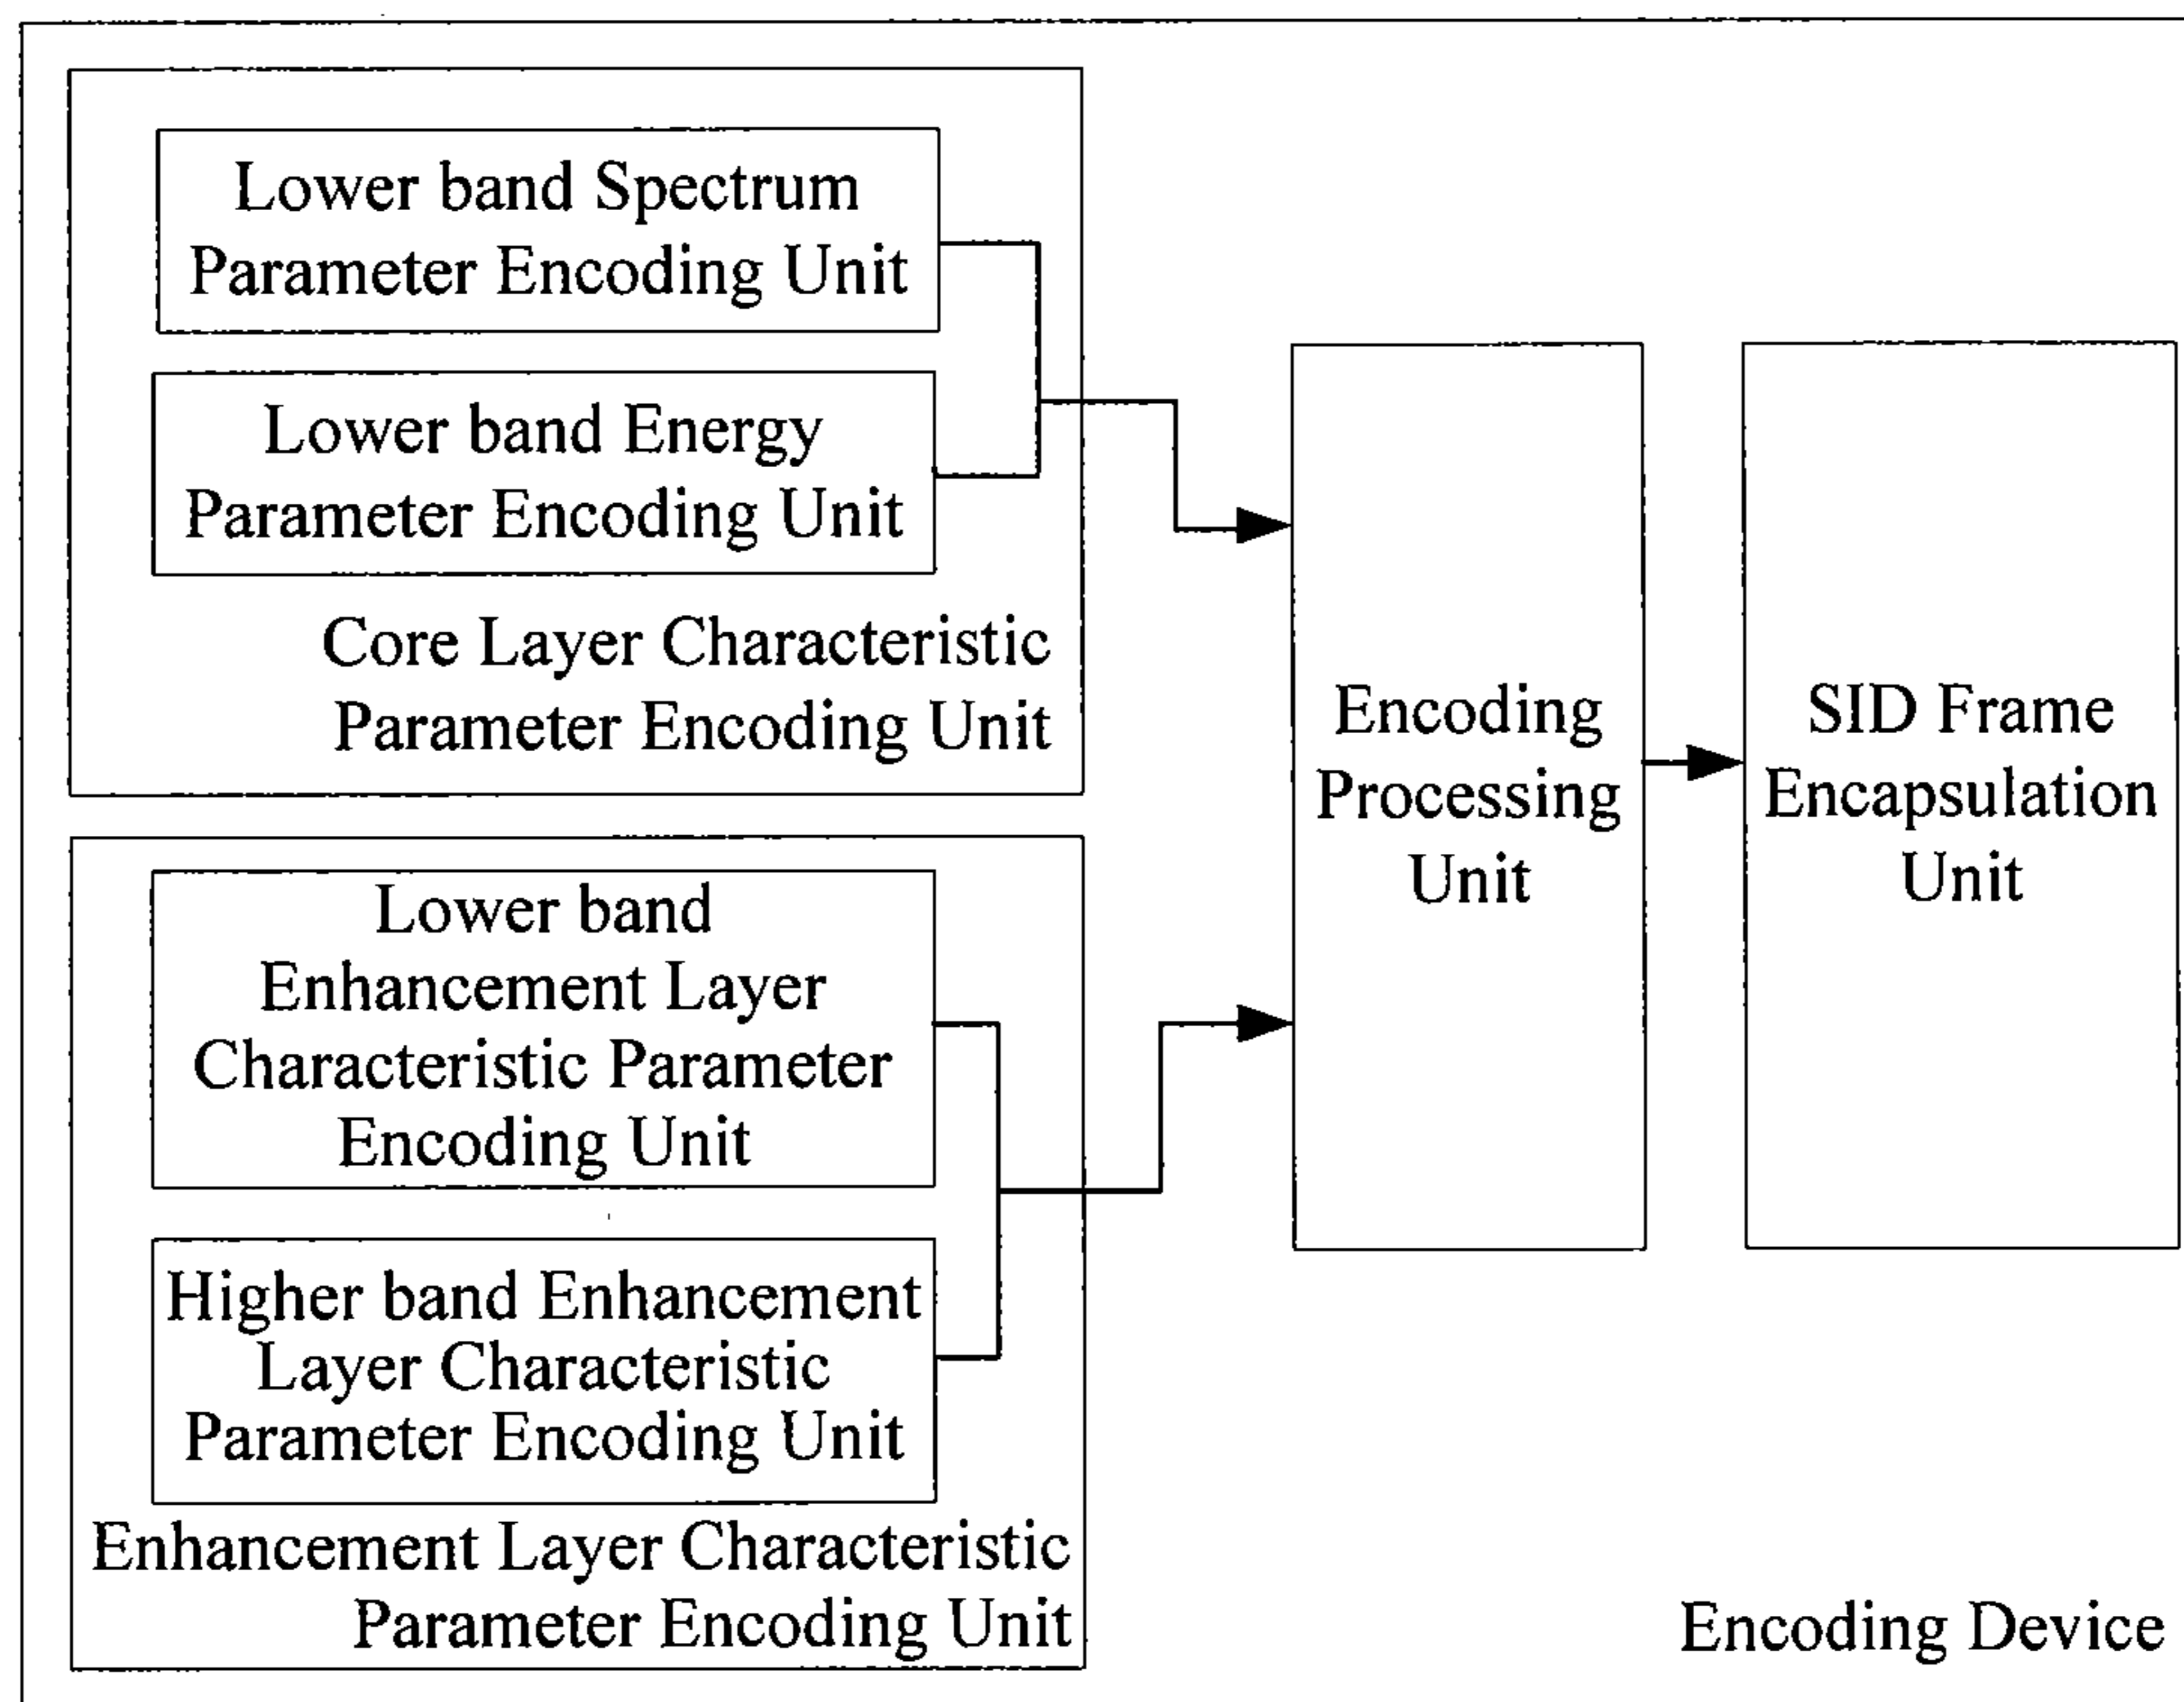 Lower band Spectrum
Parameter Encoding Unit
Lower band Energy
Parameter Encoding Unit
Core Layer Characteristic
Parameter Encoding Unit
Lower band
Enhancement Layer
Characteristic Parameter
Encoding Unit
Higher band Enhancement
Layer Characteristic
Parameter Encoding Unit
Enhancement Layer Characteristic
Parameter Encoding Unit
Encoding
Processing
Unit
SID Frame
Encapsulation
Unit
Encoding Device